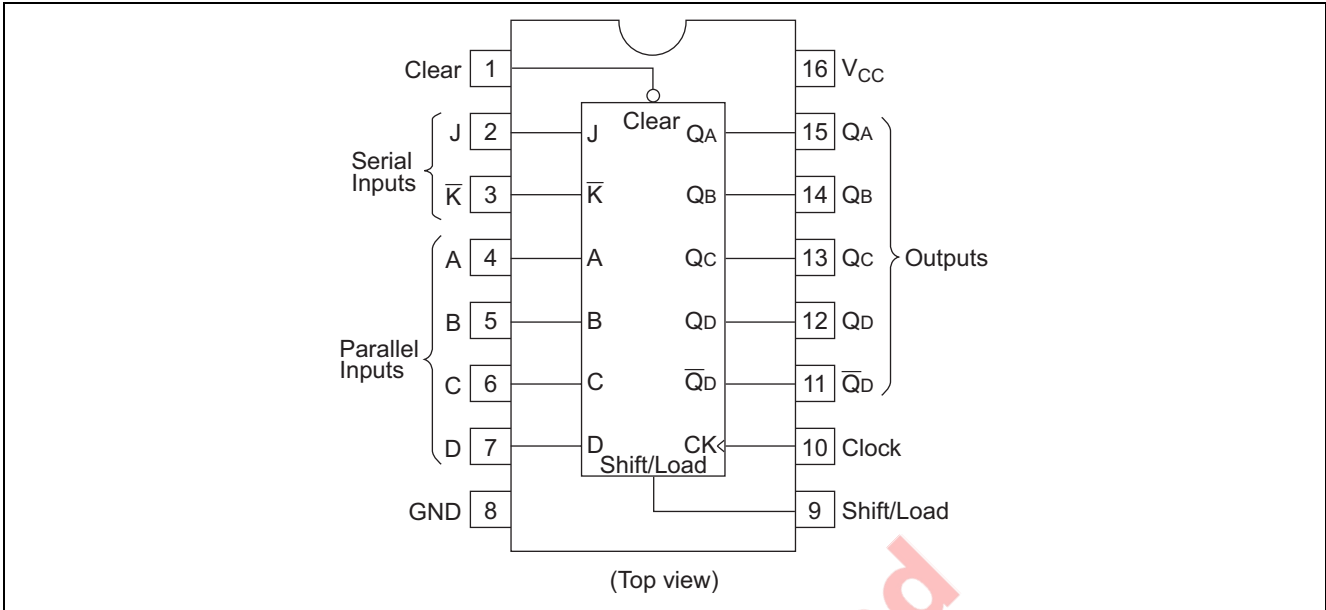 Clear 1
16 VCC
Clear
J 2
J
QA
15 QA
Serial
Inputs
K̅ 3
K̅
QB
14 QB
A 4
A
QC
13 QC
Outputs
B 5
B
QD
12 QD
Parallel
Inputs
C 6
C
Q̅D
11 Q̅D
D 7
D
CK
10 Clock
Shift/Load
GND 8
9 Shift/Load
(Top view)